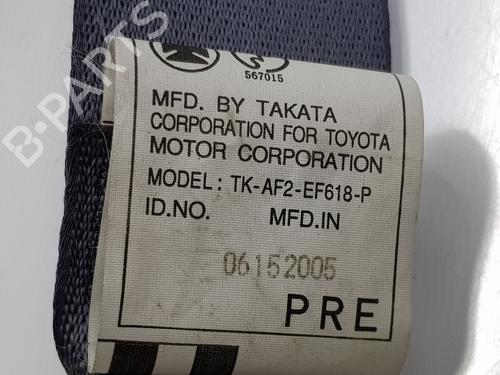 567015
MFD. BY TAKATA
CORPORATION FOR TOYOTA
MOTOR CORPORATION
MODEL: TK-AF2-EF618-P
ID.NO. MFD.IN
06152005
PRE
B-PARTS